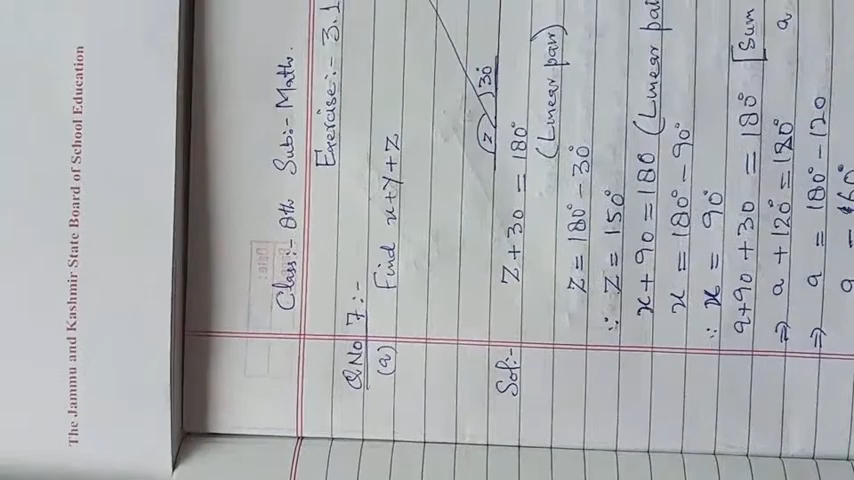 The Jammu and Kashmir State Board of School Education
Class:- 8th Sub:- Math.
Exercise:- 3.1
Q.No 7:-
(a) Find x+y+z
z 30°
Sol:- Z + 30 = 180°
(Linear pair)
Z = 180° - 30°
∴ Z = 150°
x + 90 = 180 (Linear pai
x = 180° - 90°
∴ x = 90°
a+90+30 = 180° [Sum
⇒ a + 120° = 180° a
⇒ a = 180° - 120
a = 60°